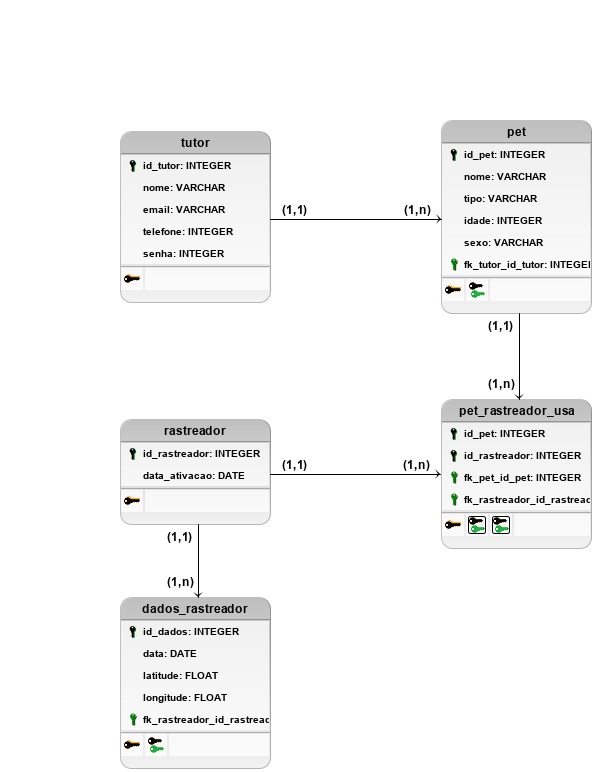 tutor
id_tutor: INTEGER
nome: VARCHAR
email: VARCHAR
telefone: INTEGER
senha: INTEGER
(1,1)
(1,n)
pet
id_pet: INTEGER
nome: VARCHAR
tipo: VARCHAR
idade: INTEGER
sexo: VARCHAR
fk_tutor_id_tutor: INTEGEI
(1,1)
(1,n)
rastreador
id_rastreador: INTEGER
data_ativacao: DATE
(1,1)
(1,n)
pet_rastreador_usa
id_pet: INTEGER
id_rastreador: INTEGER
fk_pet_id_pet: INTEGER
fk_rastreador_id_rastreac
(1,1)
(1,n)
dados_rastreador
id_dados: INTEGER
data: DATE
latitude: FLOAT
longitude: FLOAT
fk_rastreador_id_rastreac